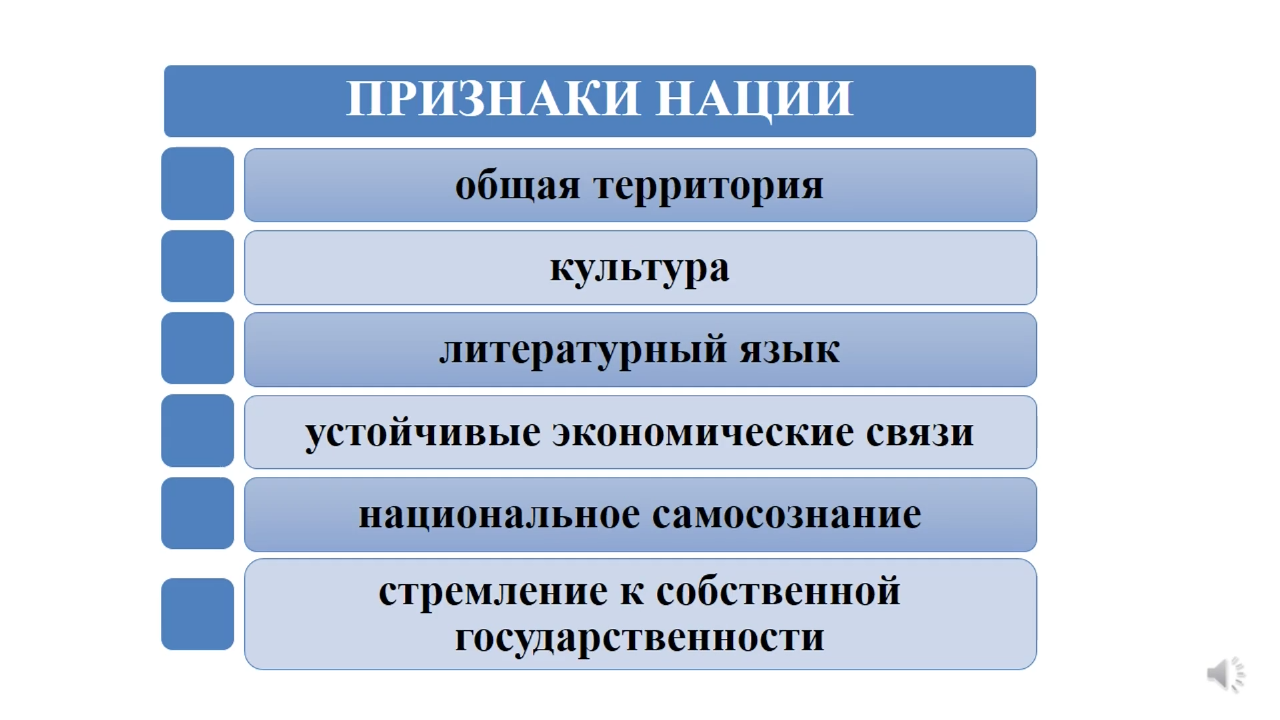 ПРИЗНАКИ НАЦИИ
общая территория
культура
литературный язык
устойчивые экономические связи
национальное самосознание
стремление к собственной
государственности